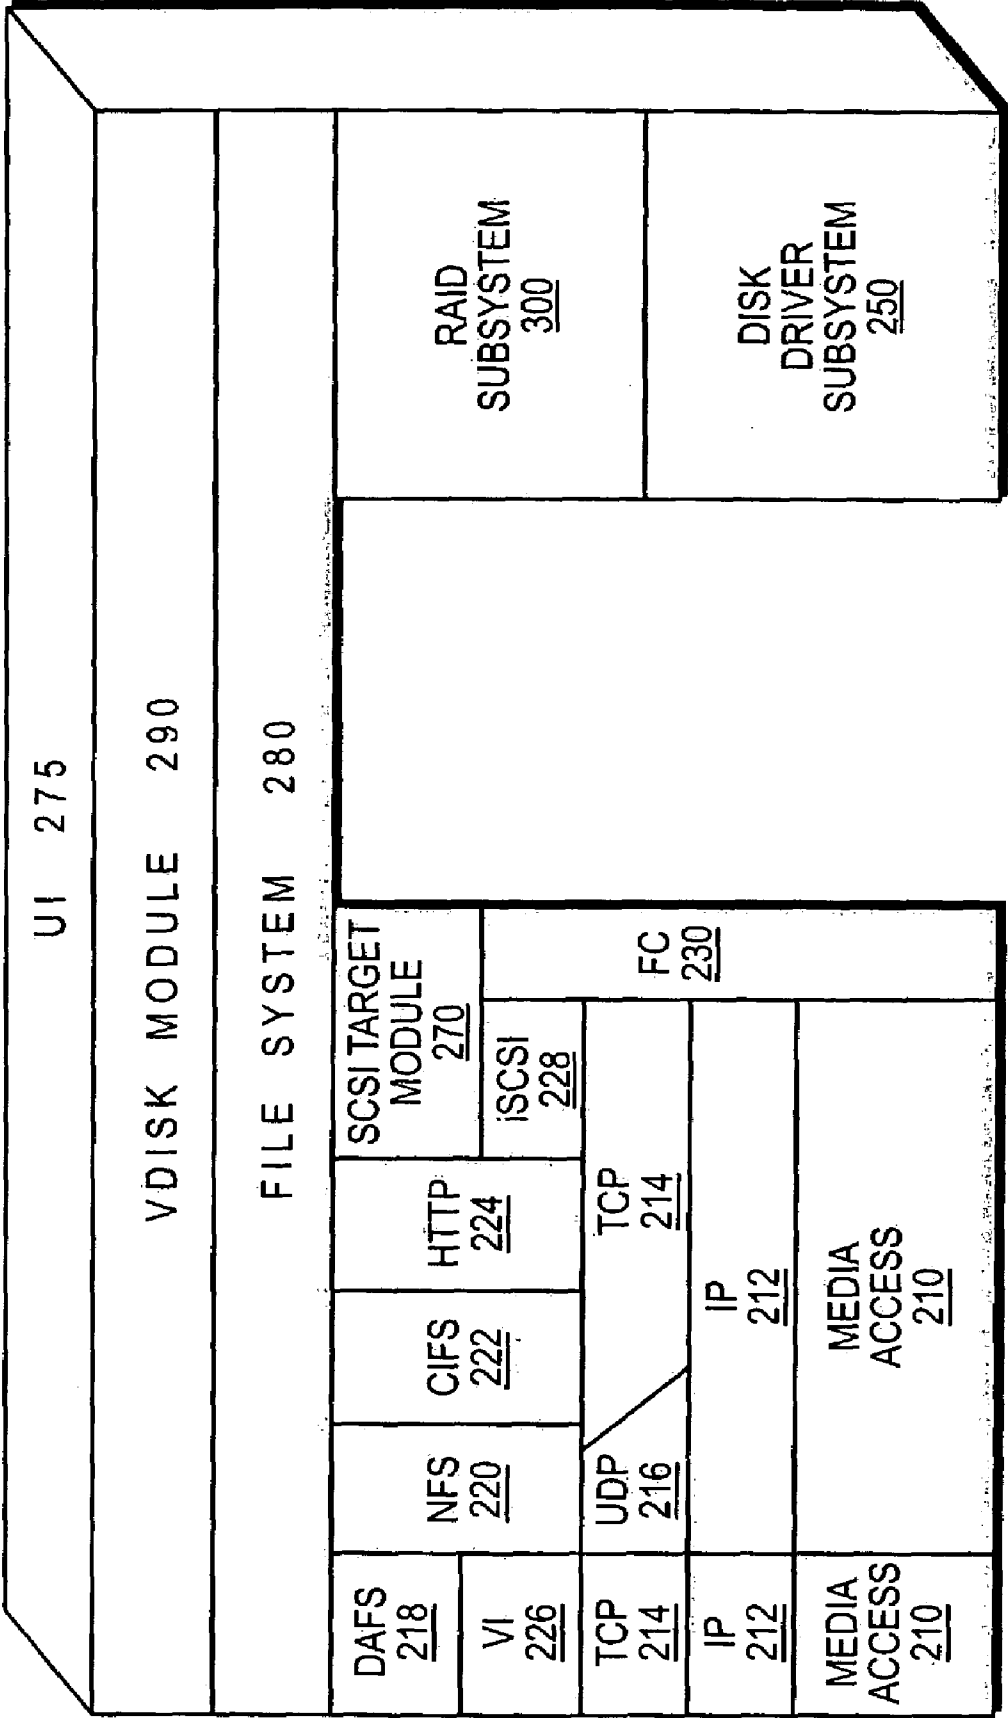 UI 275
VDISK MODULE 290
FILE SYSTEM 280
DAFS
218
VI
226
TCP
214
IP
212
MEDIA
ACCESS
210
NFS
220
CIFS
222
HTTP
224
SCSI TARGET
MODULE
270
iSCSI
228
FC
230
UDP
216
TCP
214
IP
212
MEDIA
ACCESS
210
RAID
SUBSYSTEM
300
DISK
DRIVER
SUBSYSTEM
250